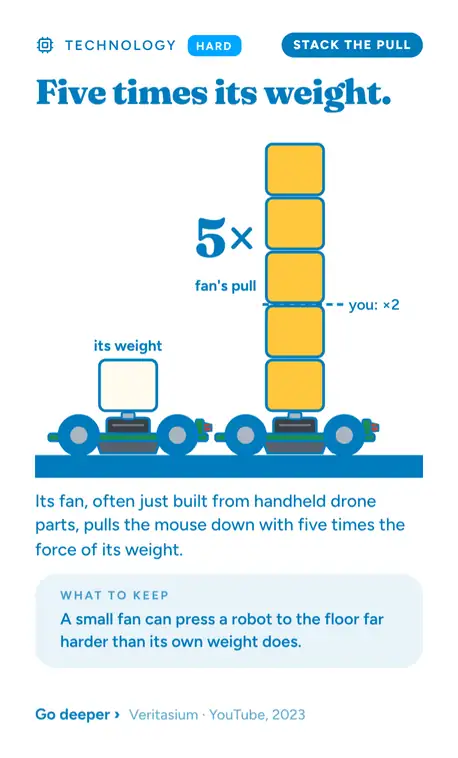 TECHNOLOGY HARD STACK THE PULL
Five times its weight.
5×
fan's pull
you: ×2
its weight
Its fan, often just built from handheld drone
parts, pulls the mouse down with five times the
force of its weight.
WHAT TO KEEP
A small fan can press a robot to the floor far
harder than its own weight does.
Go deeper › Veritasium · YouTube, 2023